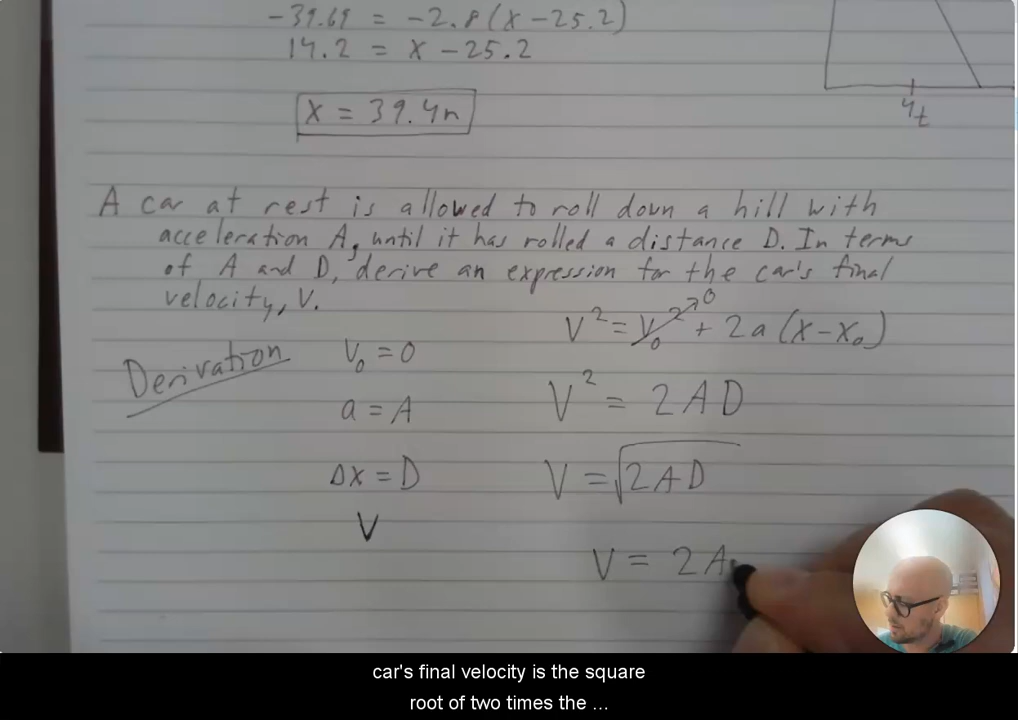 -39.69 = -2.8(x-25.2)
14.2 = x - 25.2
x = 39.4m
4 t
A car at rest is allowed to roll down a hill with
acceleration A, until it has rolled a distance D. In terms
of A and D, derive an expression for the car's final
velocity, V.
V² = V₀² → 0 + 2a (x - x₀)
Derivation
V₀ = 0
V² = 2AD
a = A
Δx = D
V = √2AD
V
V = 2A
car's final velocity is the square
root of two times the ...